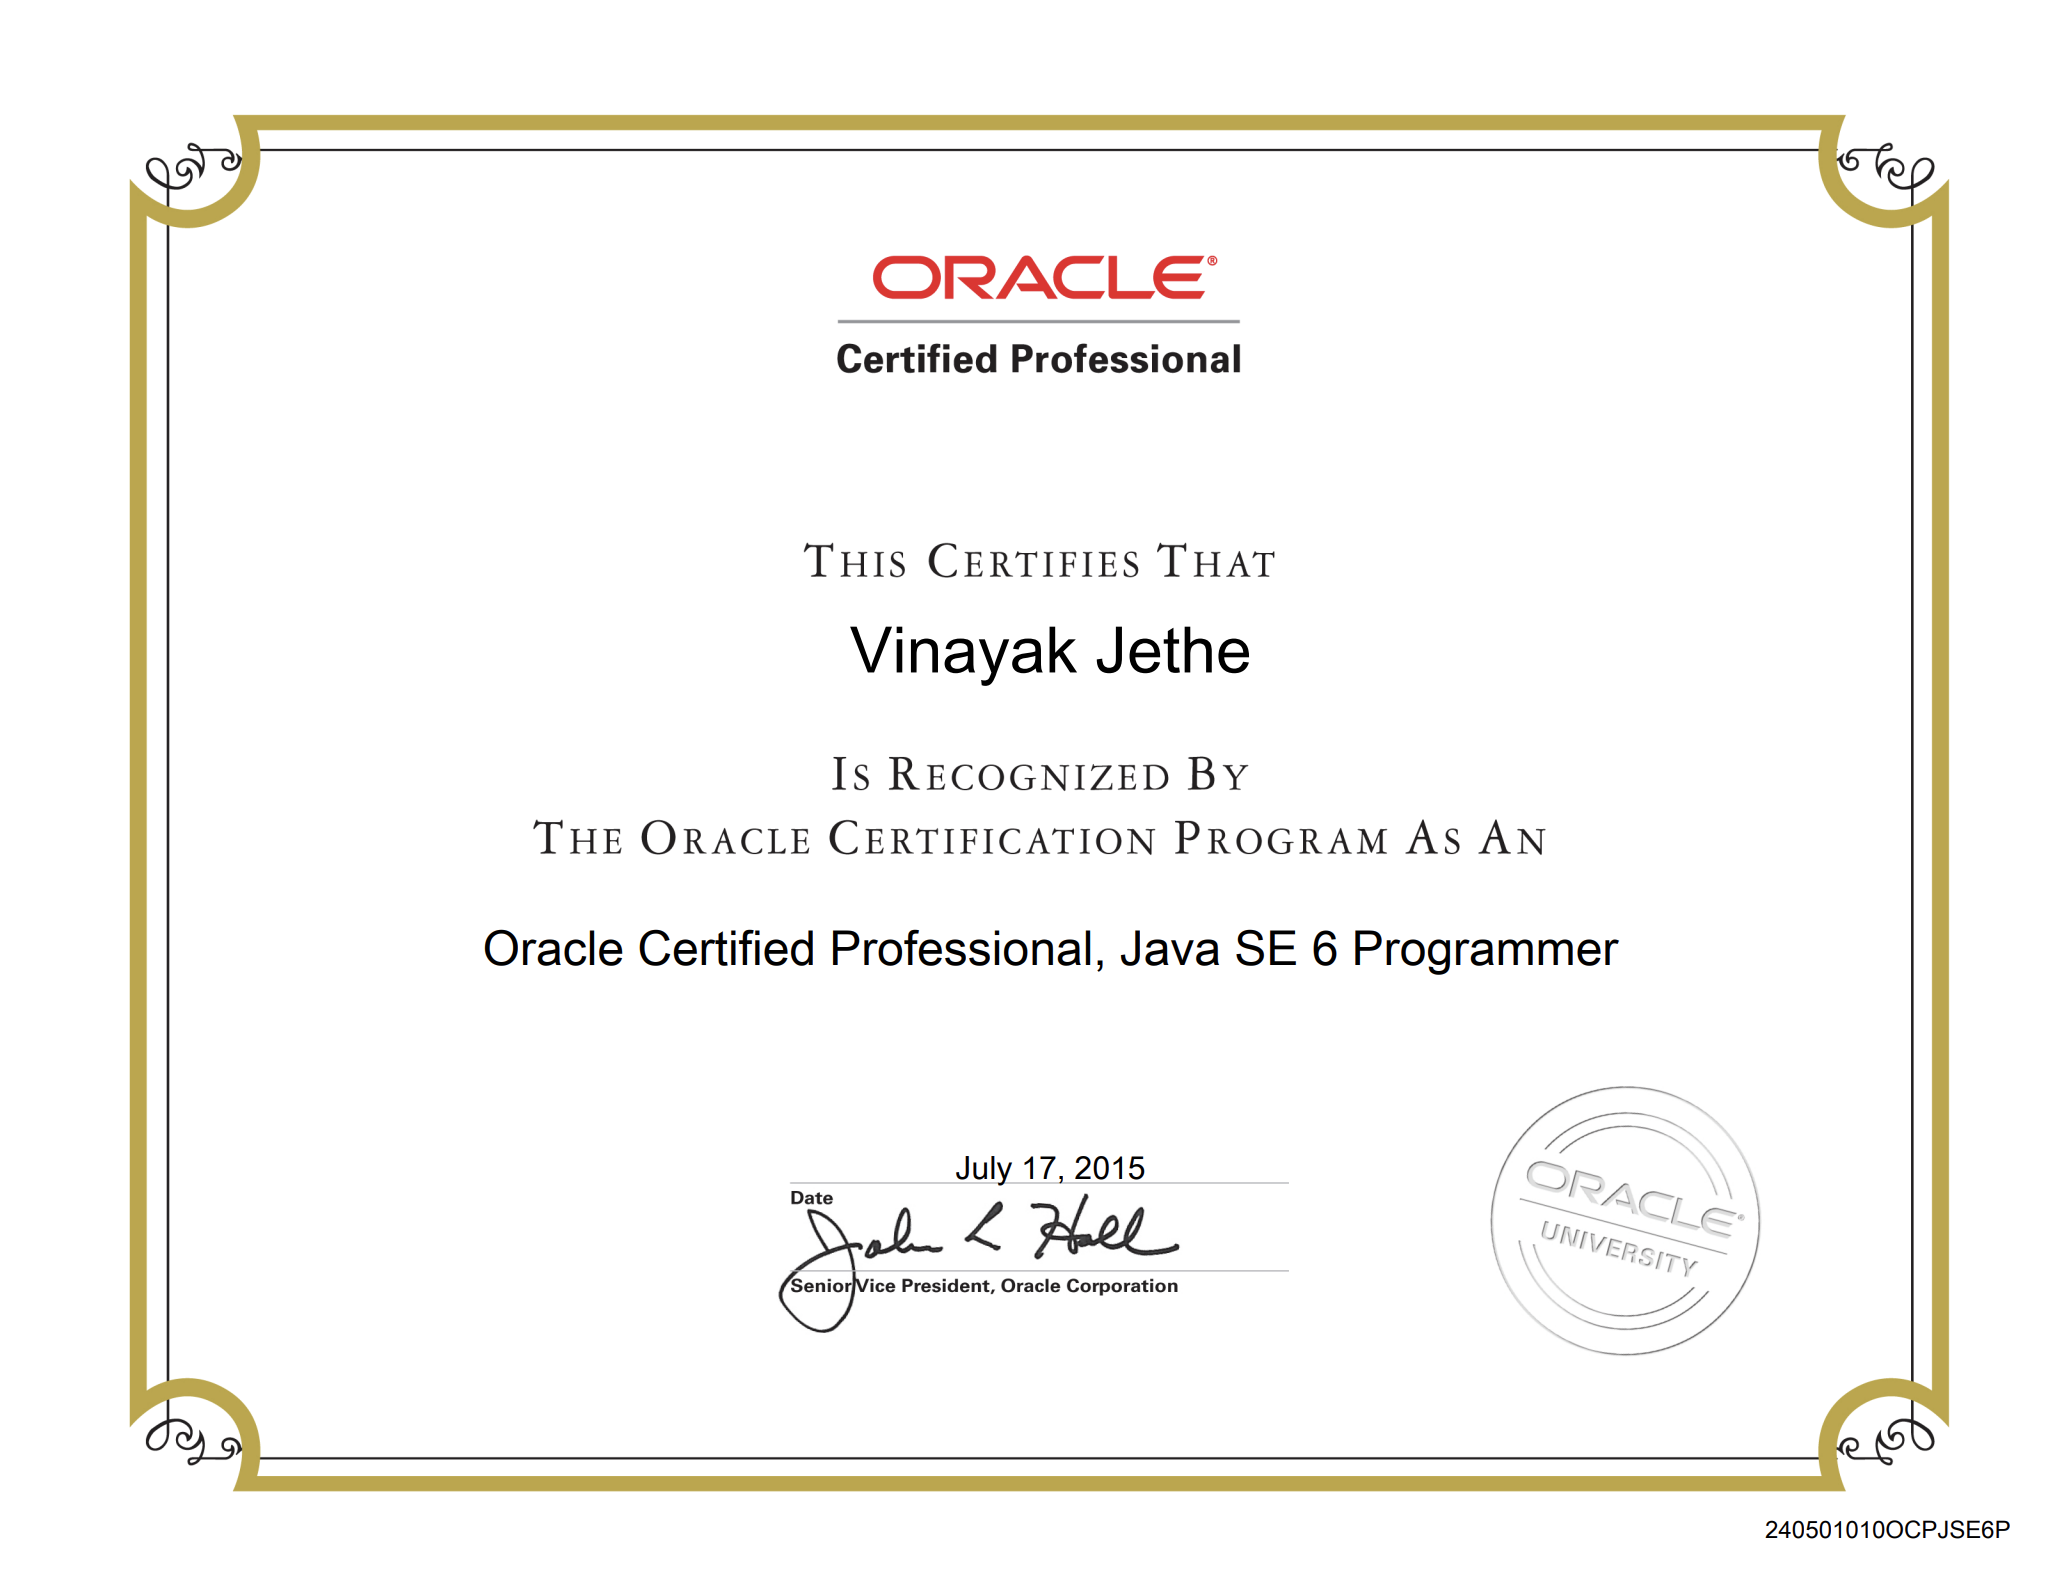 ORACLE®
Certified Professional
THIS CERTIFIES THAT
Vinayak Jethe
IS RECOGNIZED BY
THE ORACLE CERTIFICATION PROGRAM AS AN
Oracle Certified Professional, Java SE 6 Programmer
July 17, 2015
Date
John L Hall
Senior Vice President, Oracle Corporation
ORACLE®
UNIVERSITY
240501010OCPJSE6P